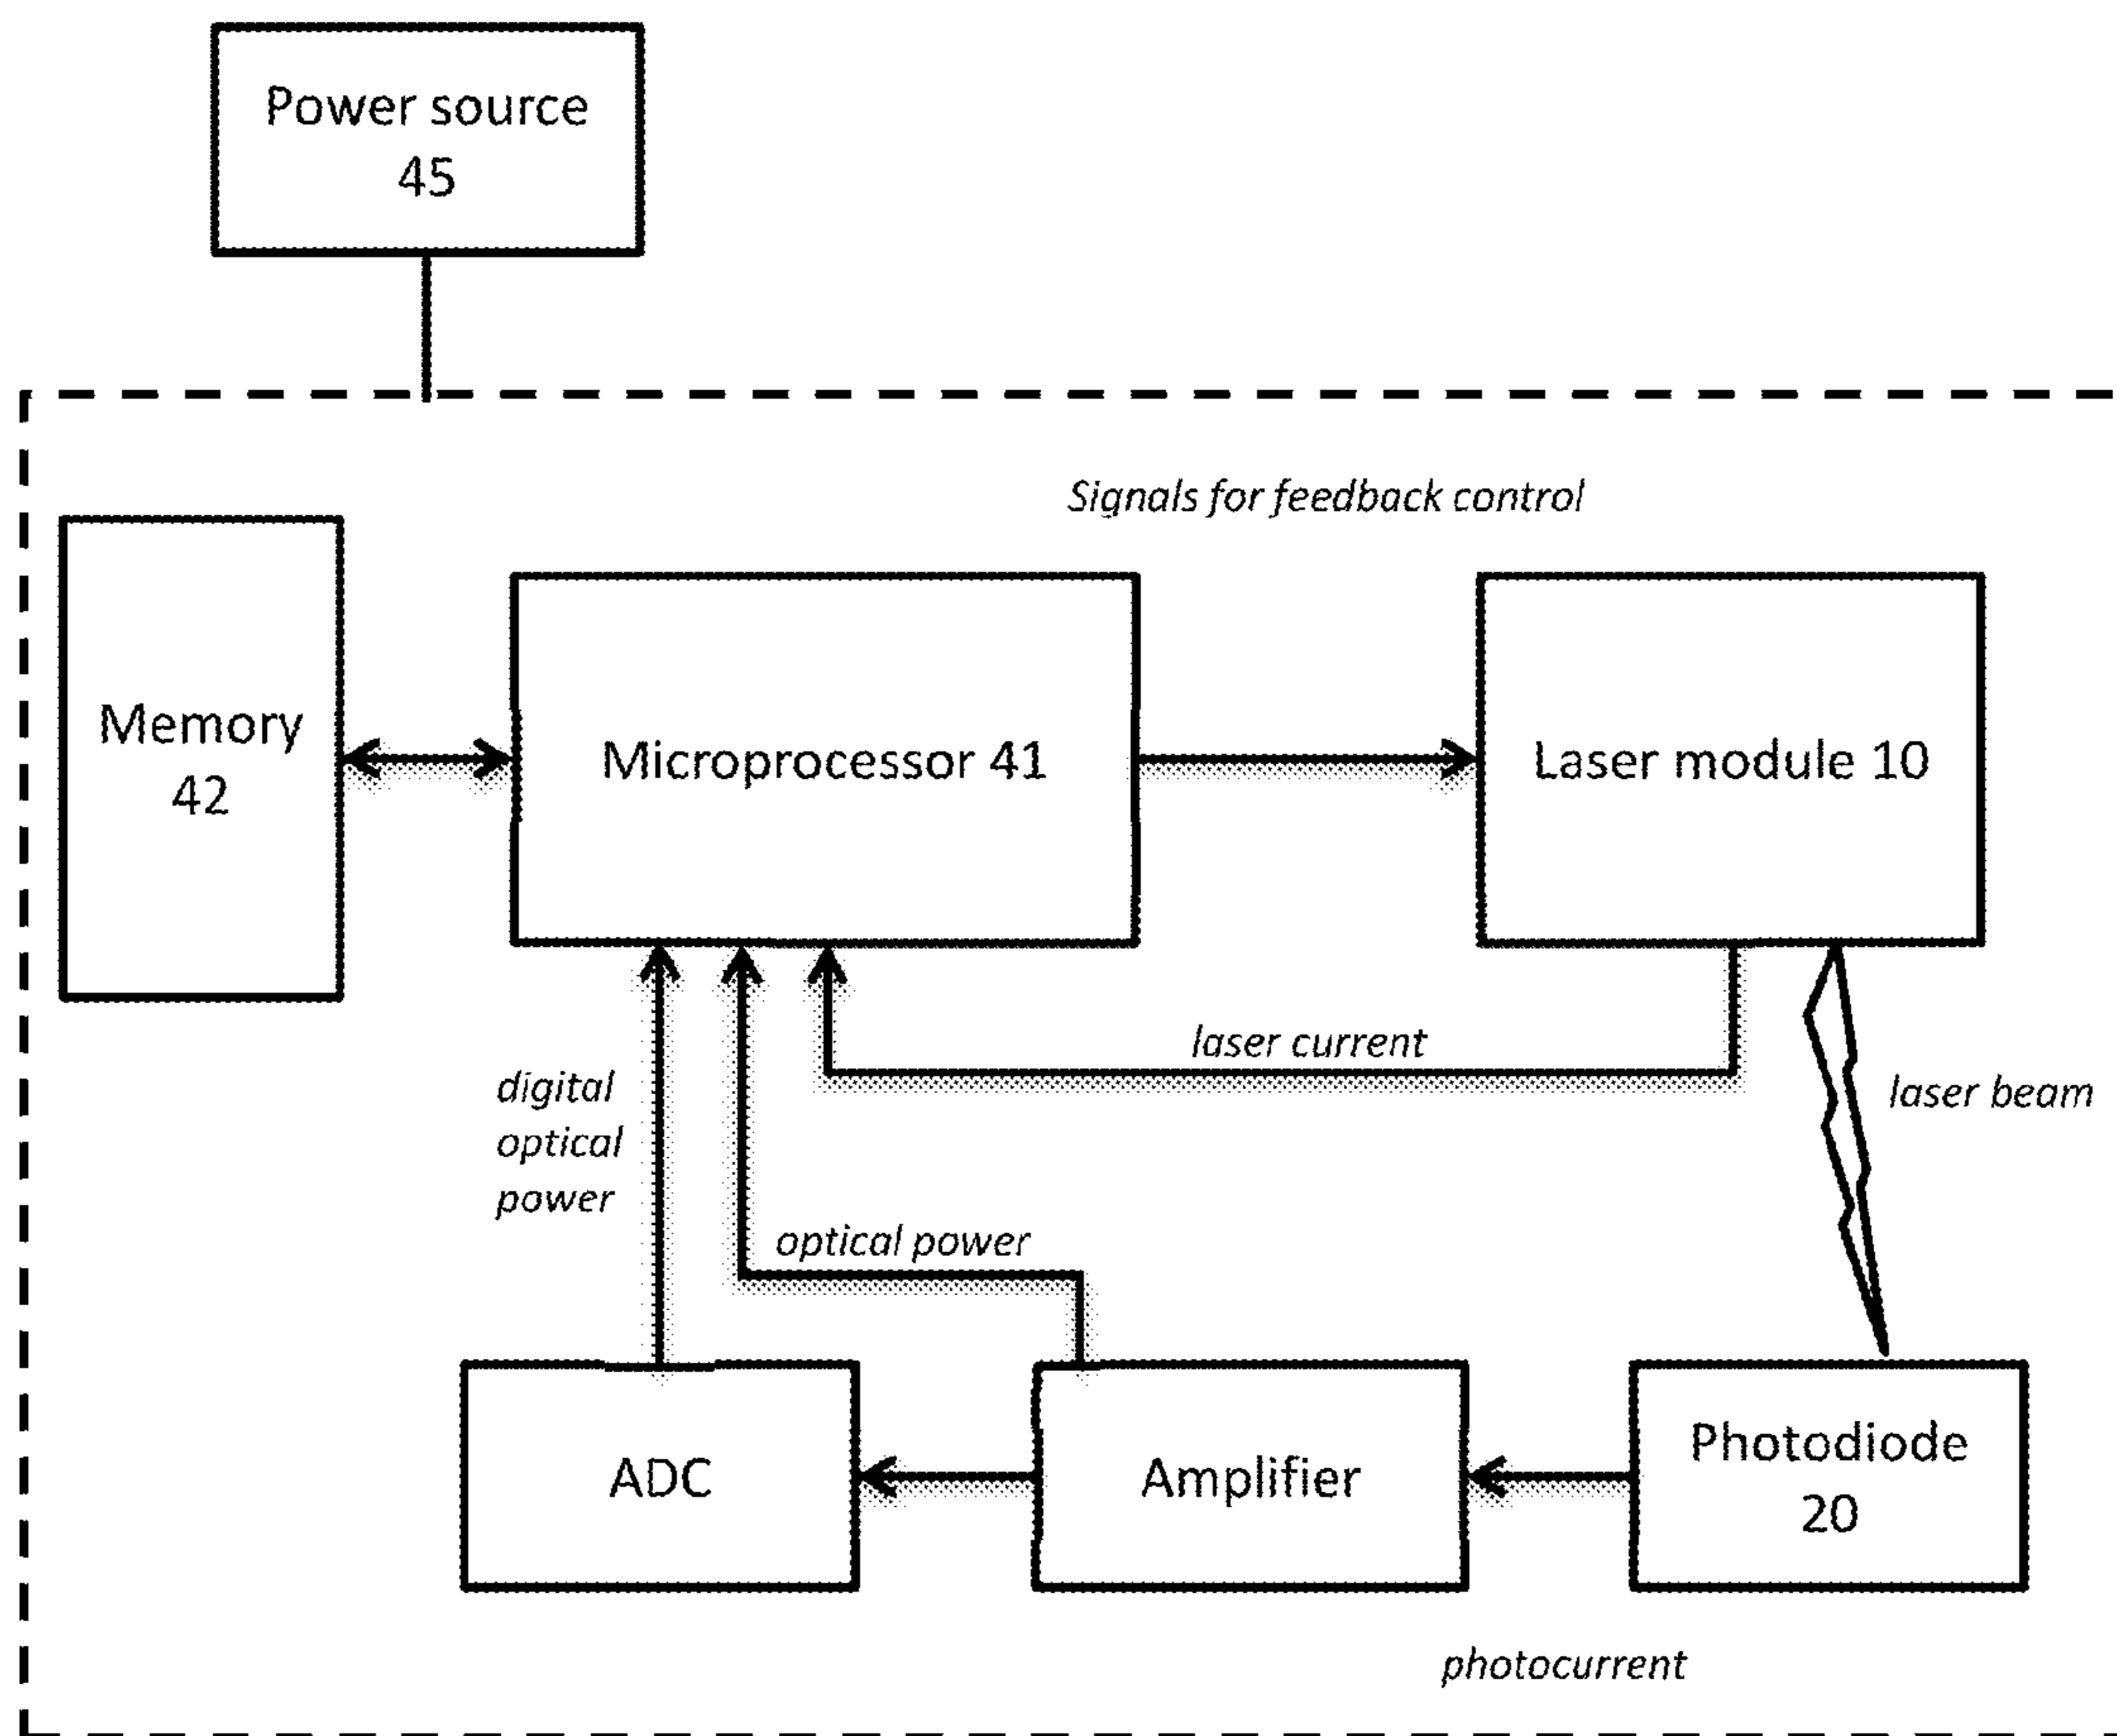 Power source
45
Signals for feedback control
Memory
42
Microprocessor 41
Laser module 10
laser current
laser beam
digital
optical
power
optical power
ADC
Amplifier
Photodiode
20
photocurrent